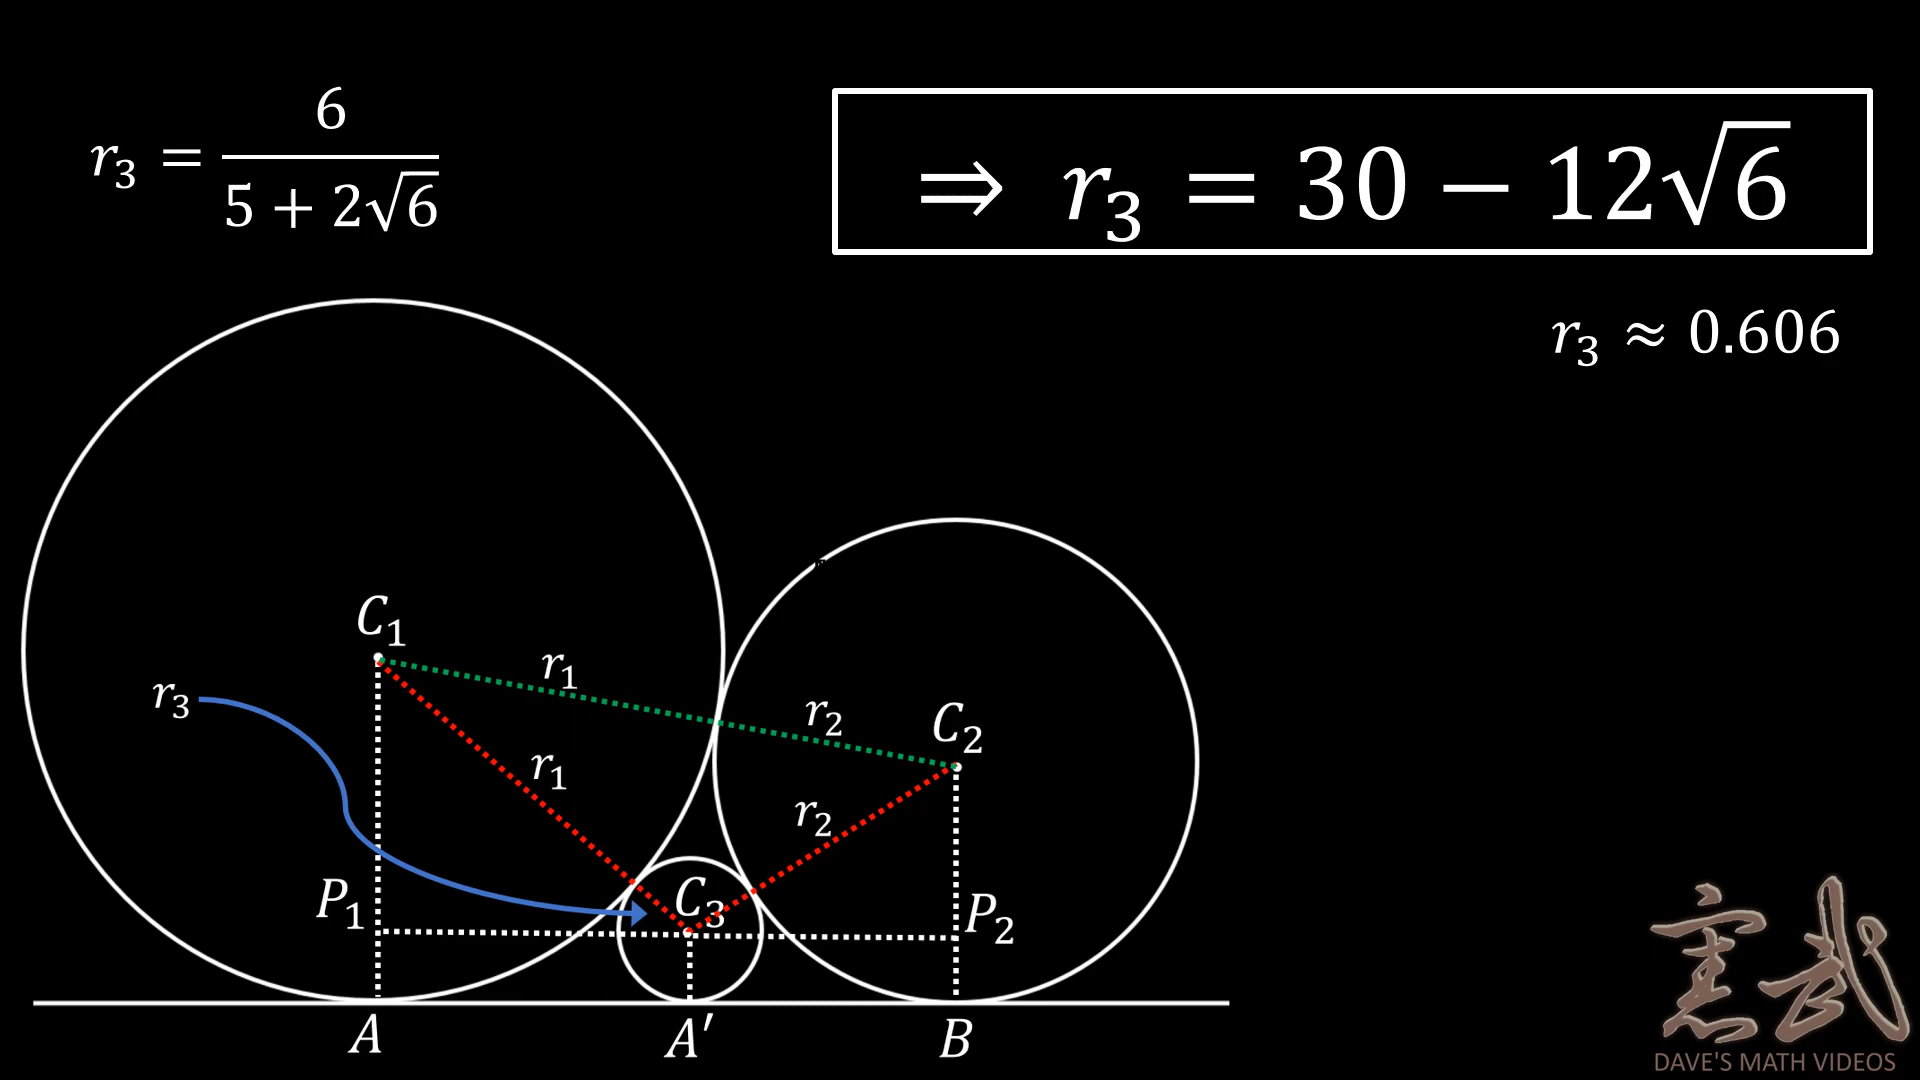 r₃ = 6 / (5 + 2√6)
⇒ r₃ = 30 − 12√6
r₃ ≈ 0.606
C₁
r₁
r₃
r₂
C₂
r₁
r₂
P₁
C₃
P₂
A
A′
B
DAVE'S MATH VIDEOS